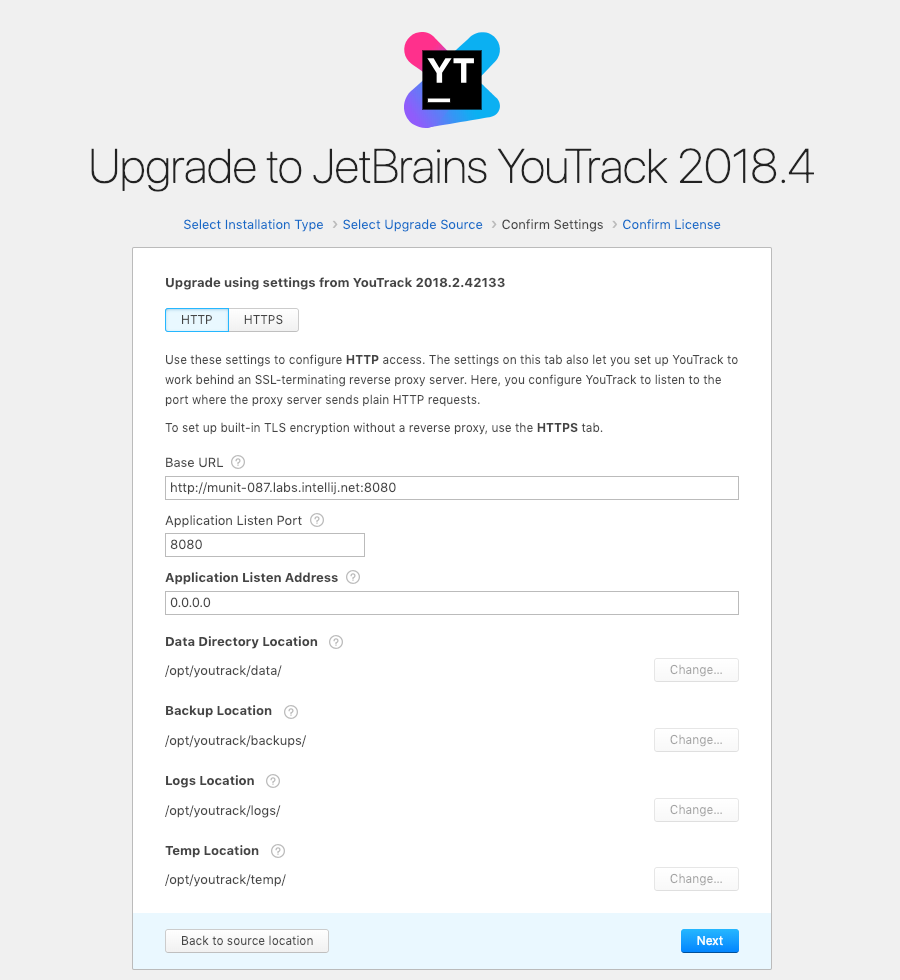 YT
Upgrade to JetBrains YouTrack 2018.4
Select Installation Type › Select Upgrade Source › Confirm Settings › Confirm License
Upgrade using settings from YouTrack 2018.2.42133
HTTP HTTPS
Use these settings to configure HTTP access. The settings on this tab also let you set up YouTrack to
work behind an SSL-terminating reverse proxy server. Here, you configure YouTrack to listen to the
port where the proxy server sends plain HTTP requests.
To set up built-in TLS encryption without a reverse proxy, use the HTTPS tab.
Base URL ?
http://munit-087.labs.intellij.net:8080
Application Listen Port ?
8080
Application Listen Address ?
0.0.0.0
Data Directory Location ?
/opt/youtrack/data/ Change...
Backup Location ?
/opt/youtrack/backups/ Change...
Logs Location ?
/opt/youtrack/logs/ Change...
Temp Location ?
/opt/youtrack/temp/ Change...
Back to source location Next